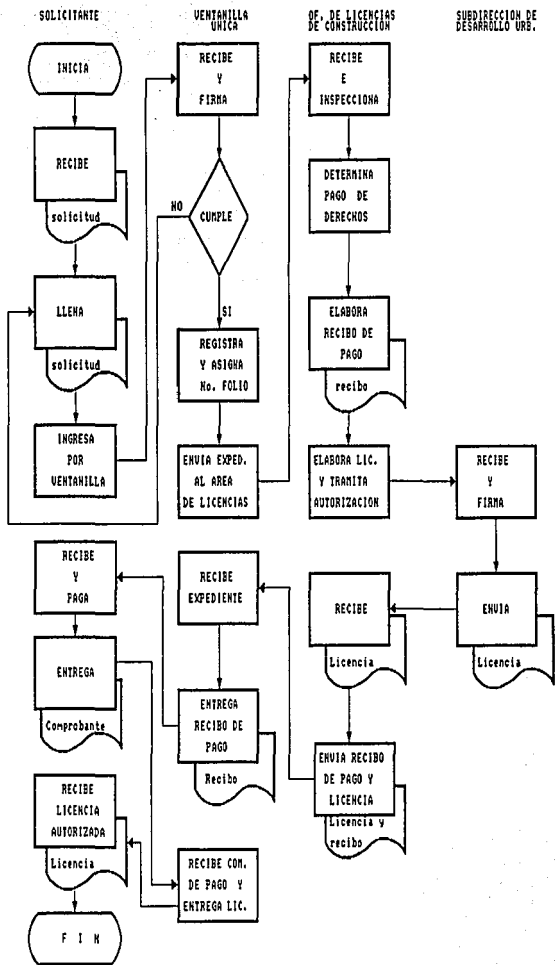 SOLICITANTE
VENTANILLA
UNICA
OF. DE LICENCIAS
DE CONSTRUCCION
SUBDIRECCION DE
DESARROLLO URB.
INICIA
RECIBE
solicitud
LLENA
solicitud
INGRESA
POR
VENTANILLA
RECIBE
Y
FIRMA
CUMPLE
NO
SI
REGISTRA
Y ASIGNA
No. FOLIO
ENVIA EXPED.
AL AREA
DE LICENCIAS
RECIBE
E
INSPECCIONA
DETERMINA
PAGO DE
DERECHOS
ELABORA
RECIBO DE
PAGO
recibo
ELABORA LIC.
Y TRAMITA
AUTORIZACION
RECIBE
Y
FIRMA
ENVIA
Licencia
RECIBE
Licencia
ENVIA RECIBO
DE PAGO Y
LICENCIA
Licencia y
recibo
RECIBE
EXPEDIENTE
ENTREGA
RECIBO DE
PAGO
Recibo
RECIBE
Y
PAGA
ENTREGA
Comprobante
RECIBE COM.
DE PAGO Y
ENTREGA LIC.
RECIBE
LICENCIA
AUTORIZADA
Licencia
F I N